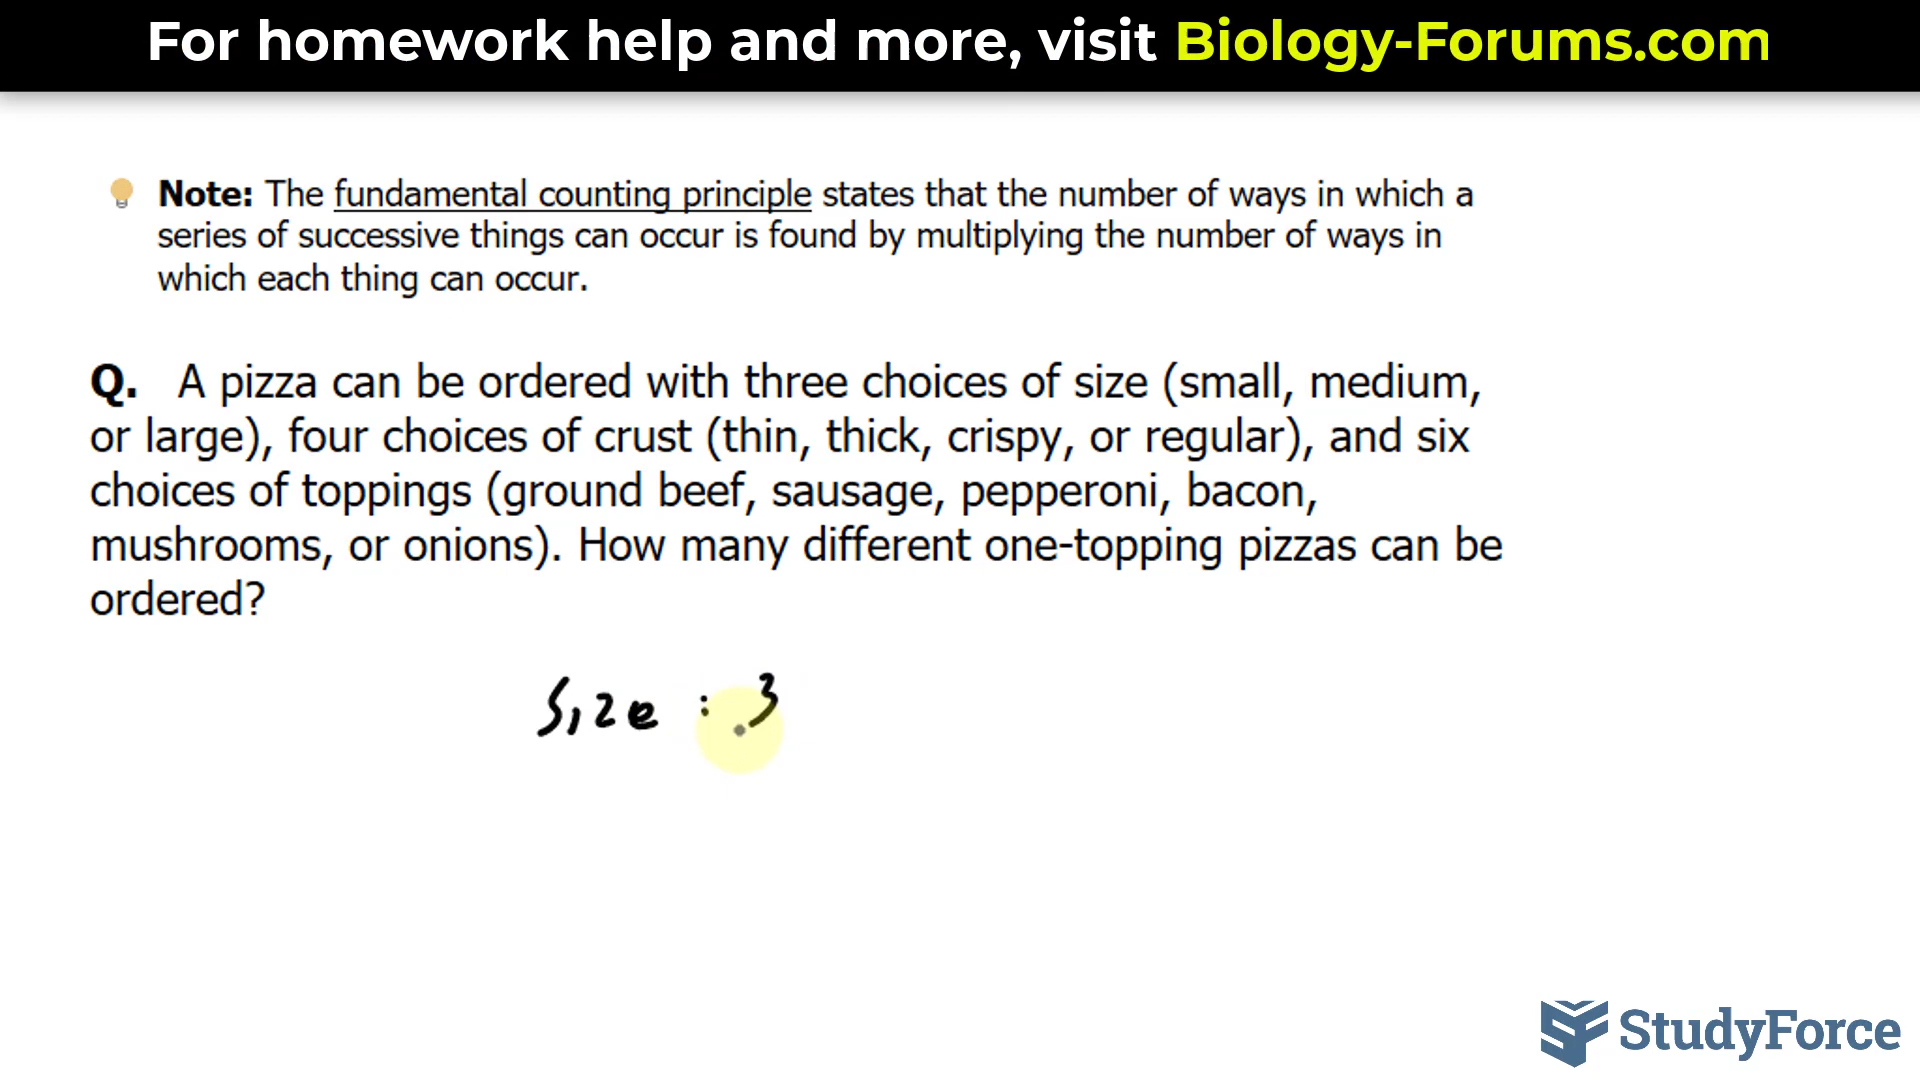 For homework help and more, visit Biology-Forums.com
Note: The fundamental counting principle states that the number of ways in which a
series of successive things can occur is found by multiplying the number of ways in
which each thing can occur.
Q. A pizza can be ordered with three choices of size (small, medium,
or large), four choices of crust (thin, thick, crispy, or regular), and six
choices of toppings (ground beef, sausage, pepperoni, bacon,
mushrooms, or onions). How many different one-topping pizzas can be
ordered?
Size : 3
StudyForce